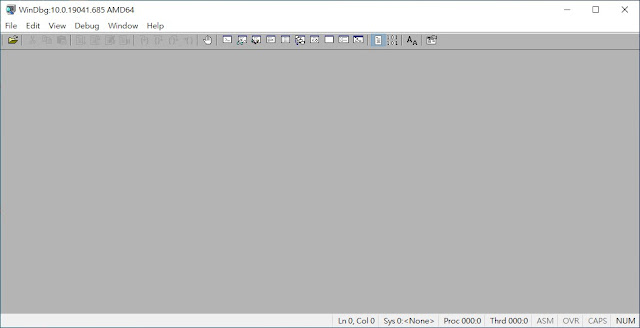 WinDbg:10.0.19041.685 AMD64
File Edit View Debug Window Help
Ln 0, Col 0 Sys 0:<None> Proc 000:0 Thrd 000:0 ASM OVR CAPS NUM